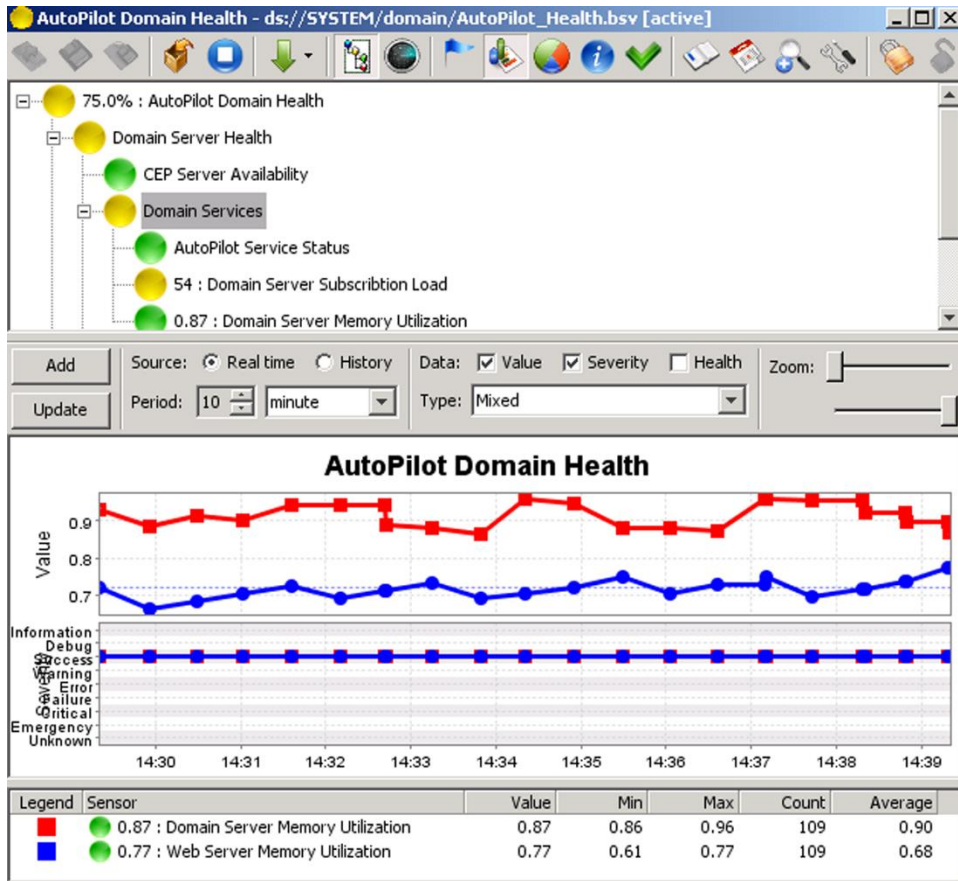 AutoPilot Domain Health - ds://SYSTEM/domain/AutoPilot_Health.bsv [active]
75.0% : AutoPilot Domain Health
Domain Server Health
CEP Server Availability
Domain Services
AutoPilot Service Status
54 : Domain Server Subscribtion Load
0.87 : Domain Server Memory Utilization
Add Source: Real time History Data: Value Severity Health Zoom:
Update Period: 10 minute Type: Mixed
AutoPilot Domain Health
Value
0.9
0.8
0.7
Severity
Information
Debug
Success
Warning
Error
Failure
Critical
Emergency
Unknown
14:30 14:31 14:32 14:33 14:34 14:35 14:36 14:37 14:38 14:39
Legend Sensor Value Min Max Count Average
0.87 : Domain Server Memory Utilization 0.87 0.86 0.96 109 0.90
0.77 : Web Server Memory Utilization 0.77 0.61 0.77 109 0.68